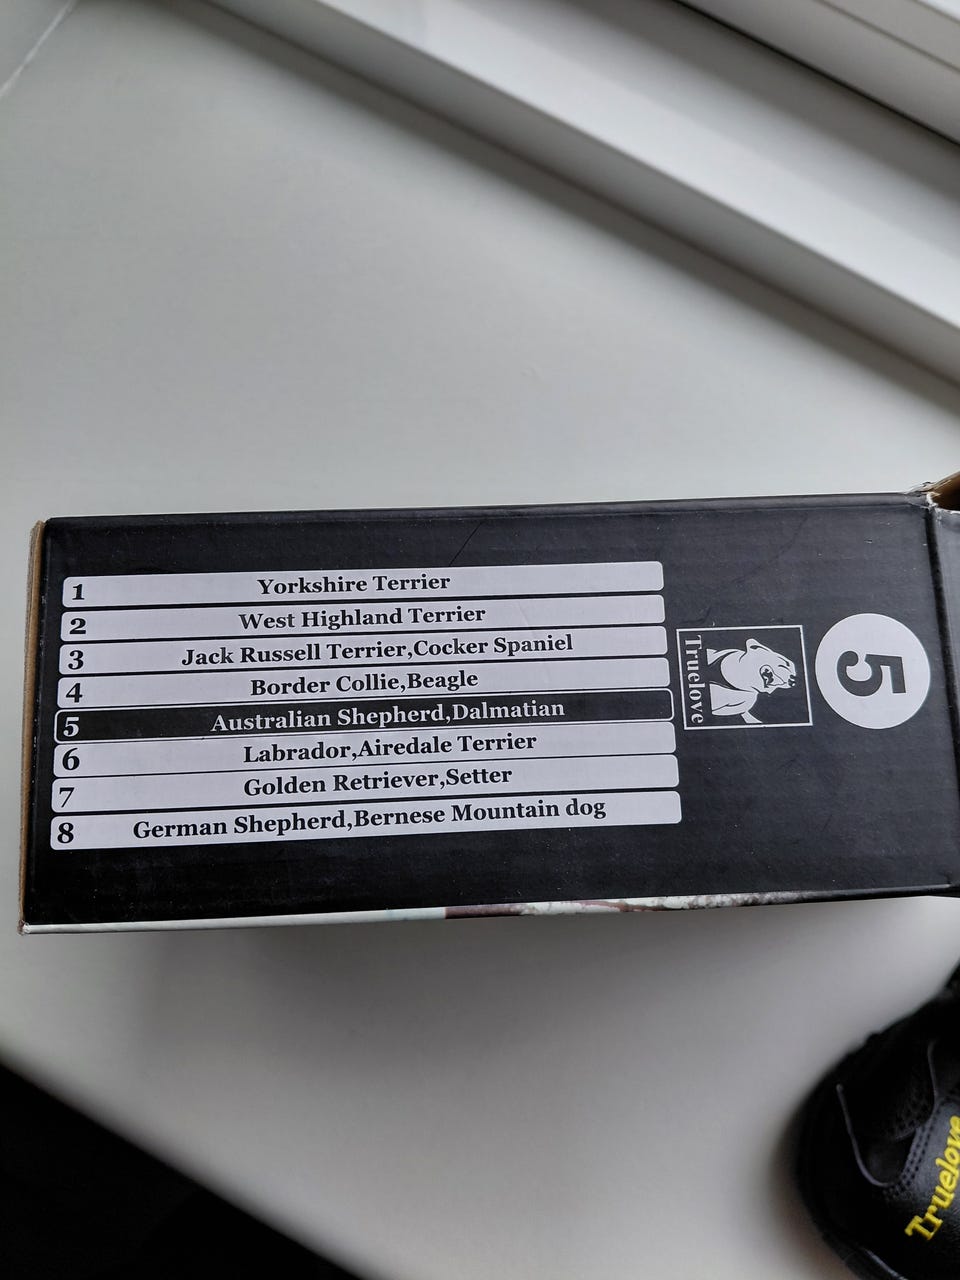 1 Yorkshire Terrier
2 West Highland Terrier
3 Jack Russell Terrier,Cocker Spaniel
4 Border Collie,Beagle
5 Australian Shepherd,Dalmatian
6 Labrador,Airedale Terrier
7 Golden Retriever,Setter
8 German Shepherd,Bernese Mountain dog
Truelove
5
Truelove